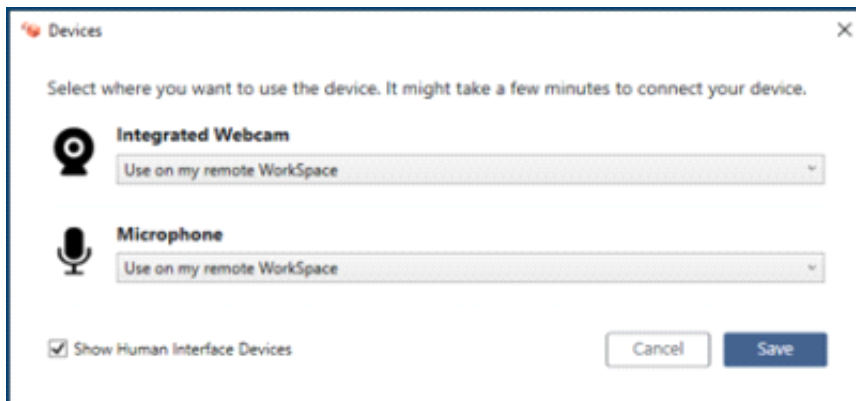 Devices
Select where you want to use the device. It might take a few minutes to connect your device.
Integrated Webcam
Use on my remote WorkSpace
Microphone
Use on my remote WorkSpace
Show Human Interface Devices
Cancel
Save